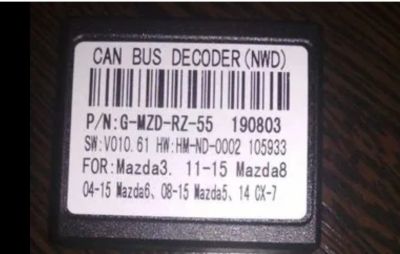 CAN BUS DECODER(NWD)
P/N:G-MZD-RZ-55 190803
SW:V010.61 HW:HM-ND-0002 105933
FOR:Mazda3. 11-15 Mazda8
04-15 Mazda6、08-15 Mazda5、14 CX-7